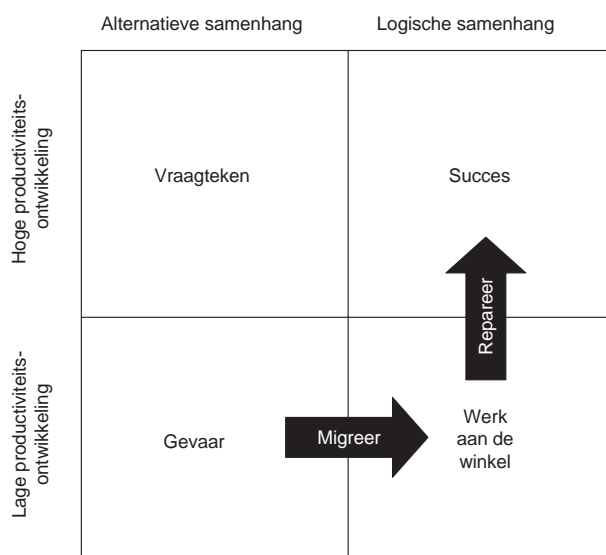 Alternatieve samenhang
Logische samenhang
Hoge productiviteits-
ontwikkeling
Vraagteken
Succes
Repareer
Lage productiviteits-
ontwikkeling
Gevaar
Migreer
Werk
aan de
winkel